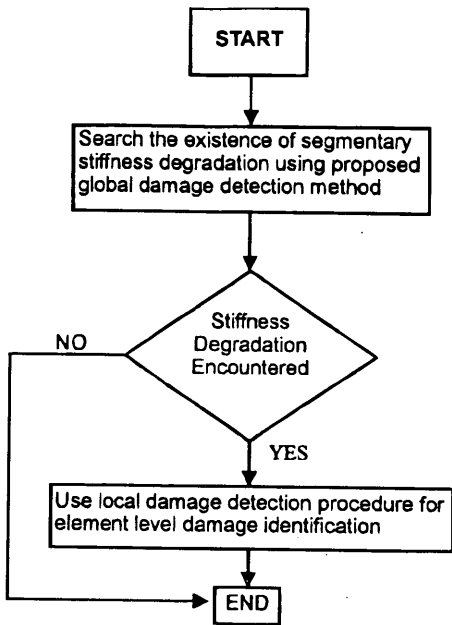 START
Search the existence of segmentary
stiffness degradation using proposed
global damage detection method
Stiffness
Degradation
Encountered
NO
YES
Use local damage detection procedure for
element level damage identification
END